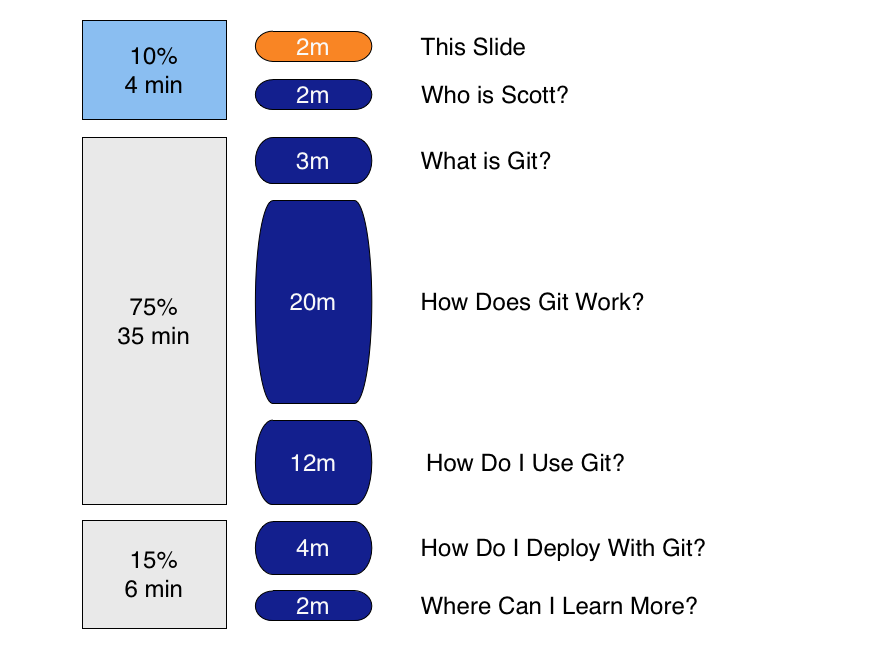 10%
4 min
2m This Slide
2m Who is Scott?
75%
35 min
3m What is Git?
20m How Does Git Work?
12m How Do I Use Git?
15%
6 min
4m How Do I Deploy With Git?
2m Where Can I Learn More?